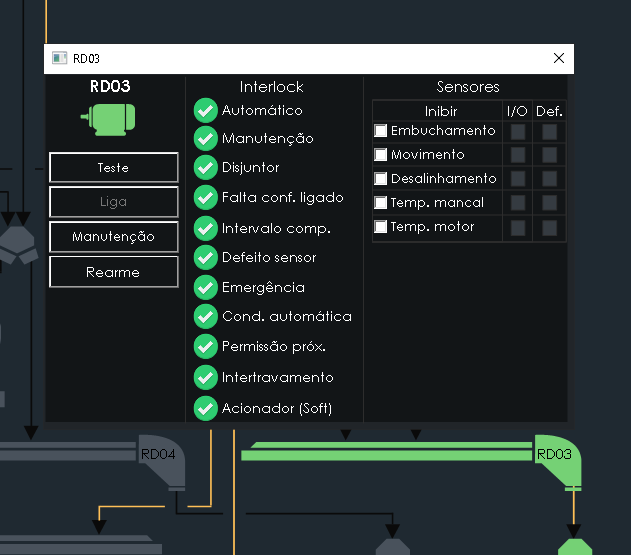 RD03
RD03
Teste
Liga
Manutenção
Rearme
Interlock
Automático
Manutenção
Disjuntor
Falta conf. ligado
Intervalo comp.
Defeito sensor
Emergência
Cond. automática
Permissão próx.
Intertravamento
Acionador (Soft)
Sensores
Inibir I/O Def.
Embuchamento
Movimento
Desalinhamento
Temp. mancal
Temp. motor
RD04
RD03